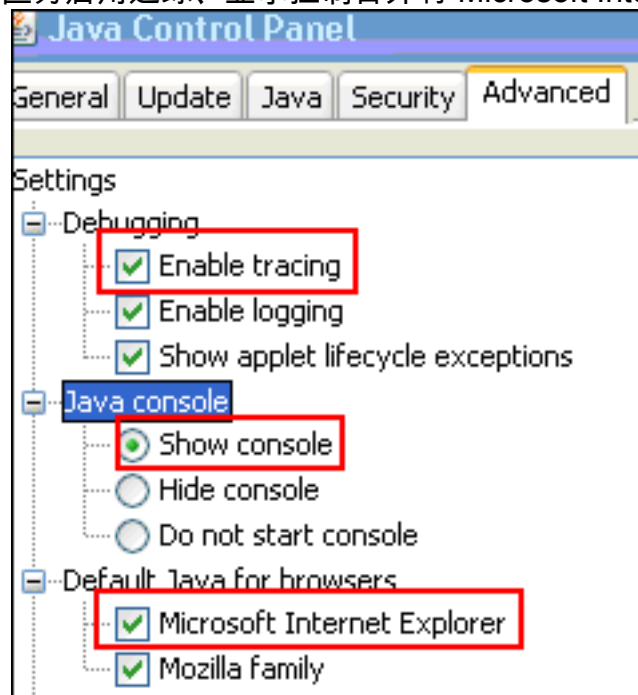 Java Control Panel
General Update Java Security Advanced
Settings
Debugging
Enable tracing
Enable logging
Show applet lifecycle exceptions
Java console
Show console
Hide console
Do not start console
Default Java for browsers
Microsoft Internet Explorer
Mozilla family